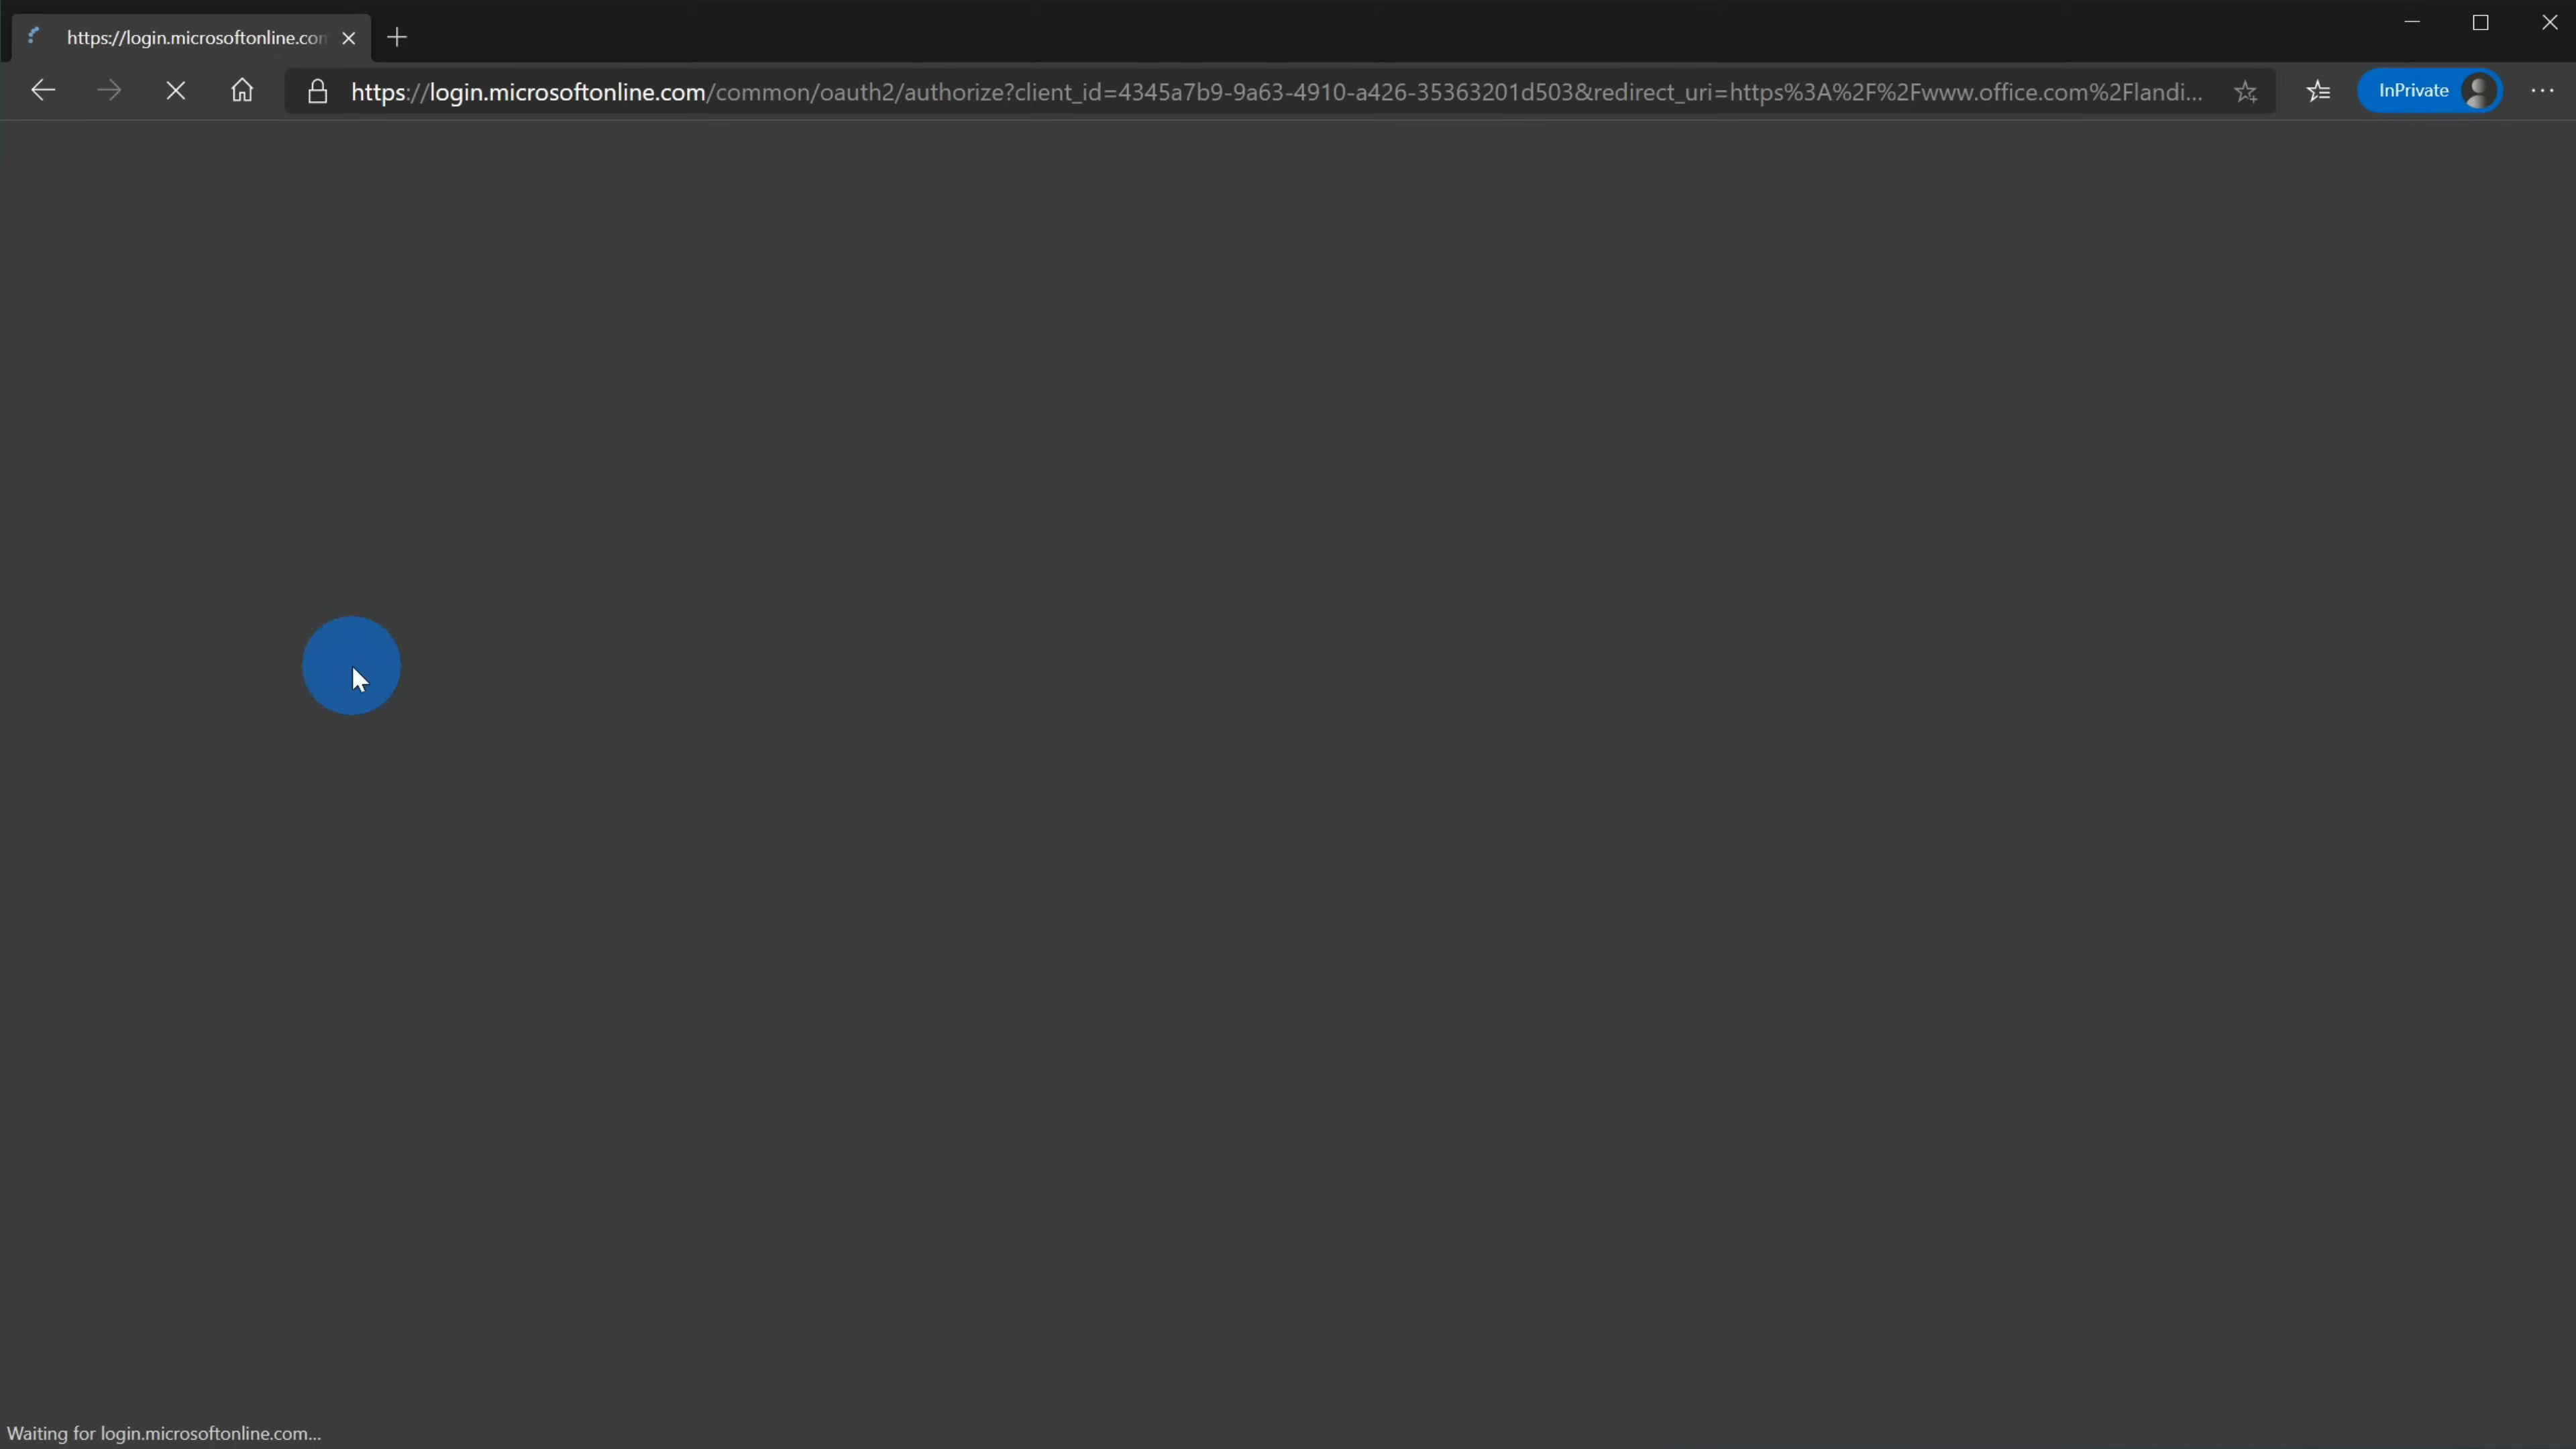 https://login.microsoftonline.con
https://login.microsoftonline.com/common/oauth2/authorize?client_id=4345a7b9-9a63-4910-a426-35363201d503&redirect_uri=https%3A%2F%2Fwww.office.com%2Flandi...
InPrivate
Waiting for login.microsoftonline.com...